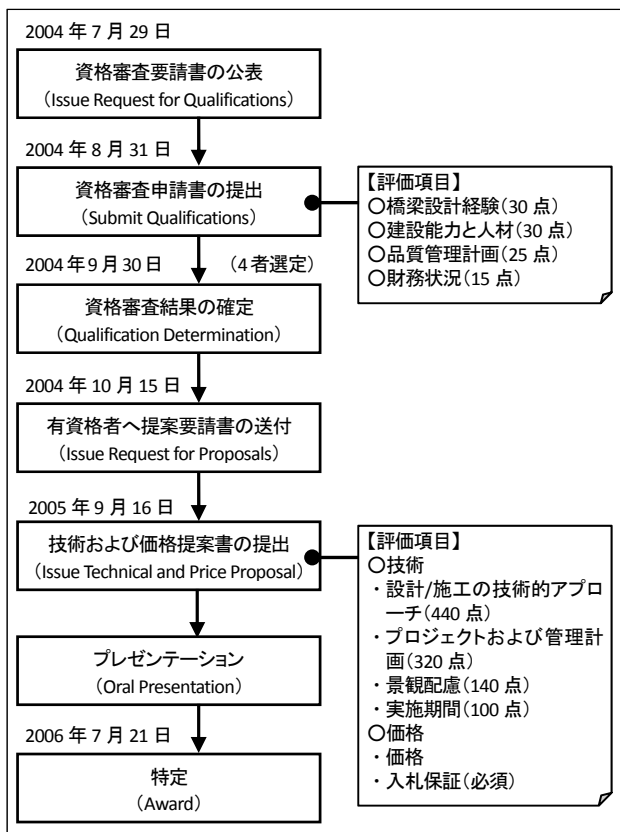 2004 年 7 月 29 日
資格審査要請書の公表
(Issue Request for Qualifications)
2004 年 8 月 31 日
資格審査申請書の提出
(Submit Qualifications)
【評価項目】
〇橋梁設計経験(30 点)
〇建設能力と人材(30 点)
〇品質管理計画(25 点)
〇財務状況(15 点)
2004 年 9 月 30 日 (4 者選定)
資格審査結果の確定
(Qualification Determination)
2004 年 10 月 15 日
有資格者へ提案要請書の送付
(Issue Request for Proposals)
2005 年 9 月 16 日
技術および価格提案書の提出
(Issue Technical and Price Proposal)
【評価項目】
〇技術
・設計/施工の技術的アプロ
ーチ(440 点)
・プロジェクトおよび管理計
画(320 点)
・景観配慮(140 点)
・実施期間(100 点)
〇価格
・価格
・入札保証(必須)
プレゼンテーション
(Oral Presentation)
2006 年 7 月 21 日
特定
(Award)